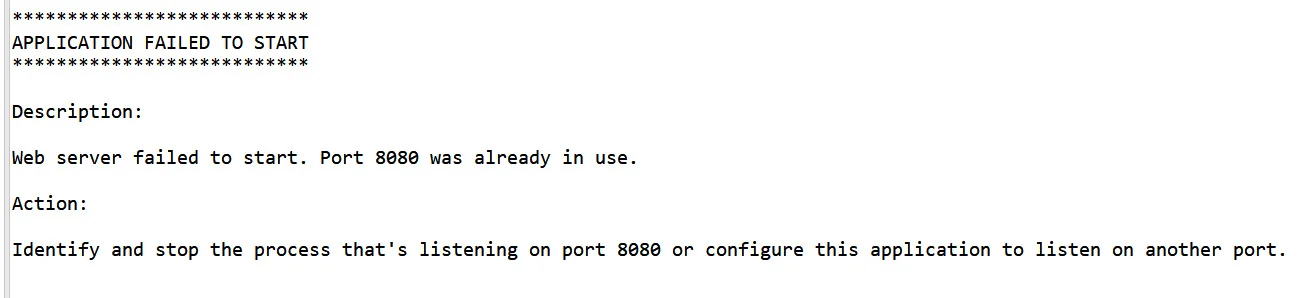 ***************************
APPLICATION FAILED TO START
***************************
Description:
Web server failed to start. Port 8080 was already in use.
Action:
Identify and stop the process that's listening on port 8080 or configure this application to listen on another port.